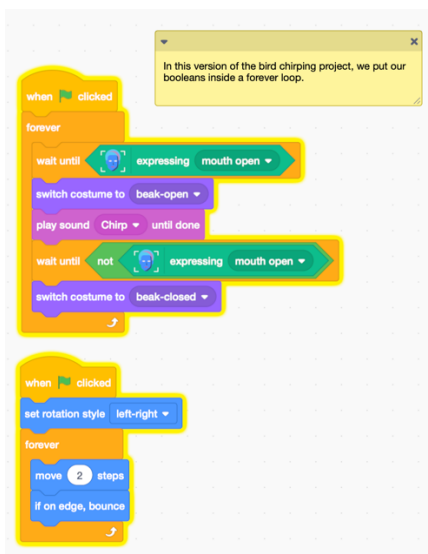 In this version of the bird chirping project, we put our
booleans inside a forever loop.
when clicked
forever
wait until expressing mouth open
switch costume to beak-open
play sound Chirp until done
wait until not expressing mouth open
switch costume to beak-closed
when clicked
set rotation style left-right
forever
move 2 steps
if on edge, bounce